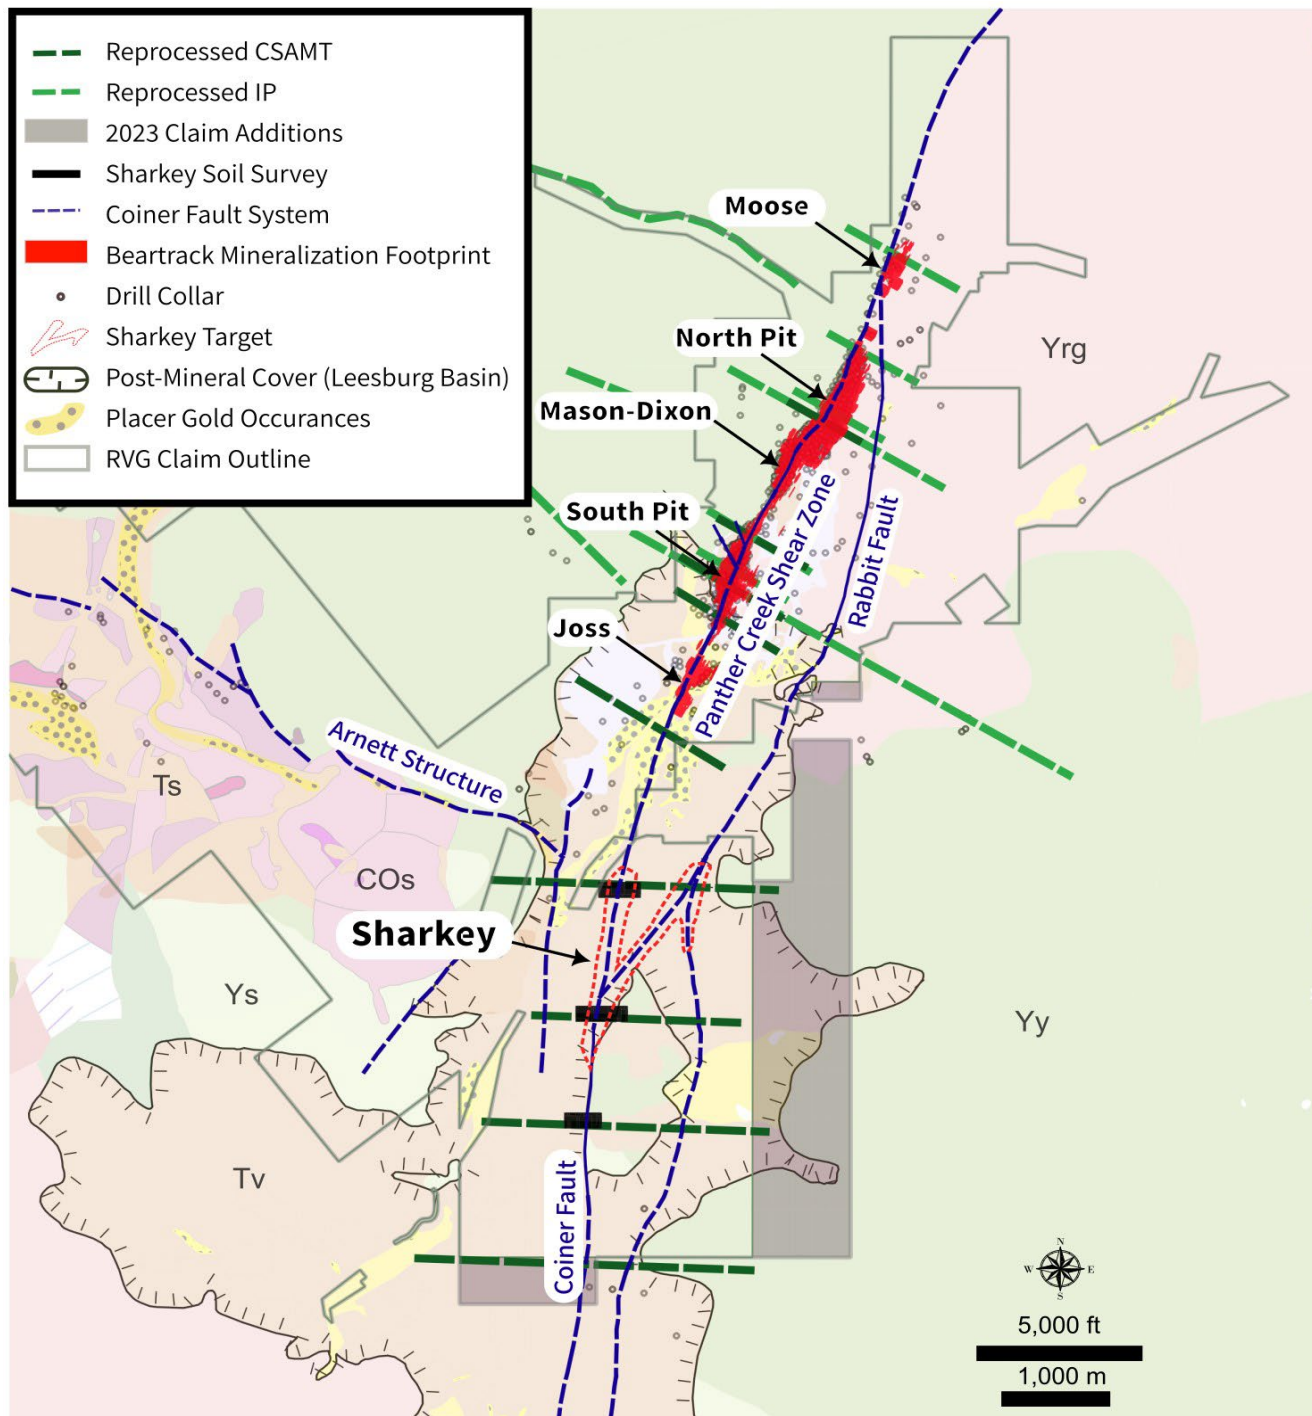 Reprocessed CSAMT
Reprocessed IP
2023 Claim Additions
Sharkey Soil Survey
Coiner Fault System
Beartrack Mineralization Footprint
Drill Collar
Sharkey Target
Post-Mineral Cover (Leesburg Basin)
Placer Gold Occurances
RVG Claim Outline
Moose
North Pit
Yrg
Mason-Dixon
South Pit
Panther Creek Shear Zone
Rabbit Fault
Joss
Arnett Structure
Ts
COs
Sharkey
Ys
Yy
Tv
Coiner Fault
N
W
E
S
5,000 ft
1,000 m